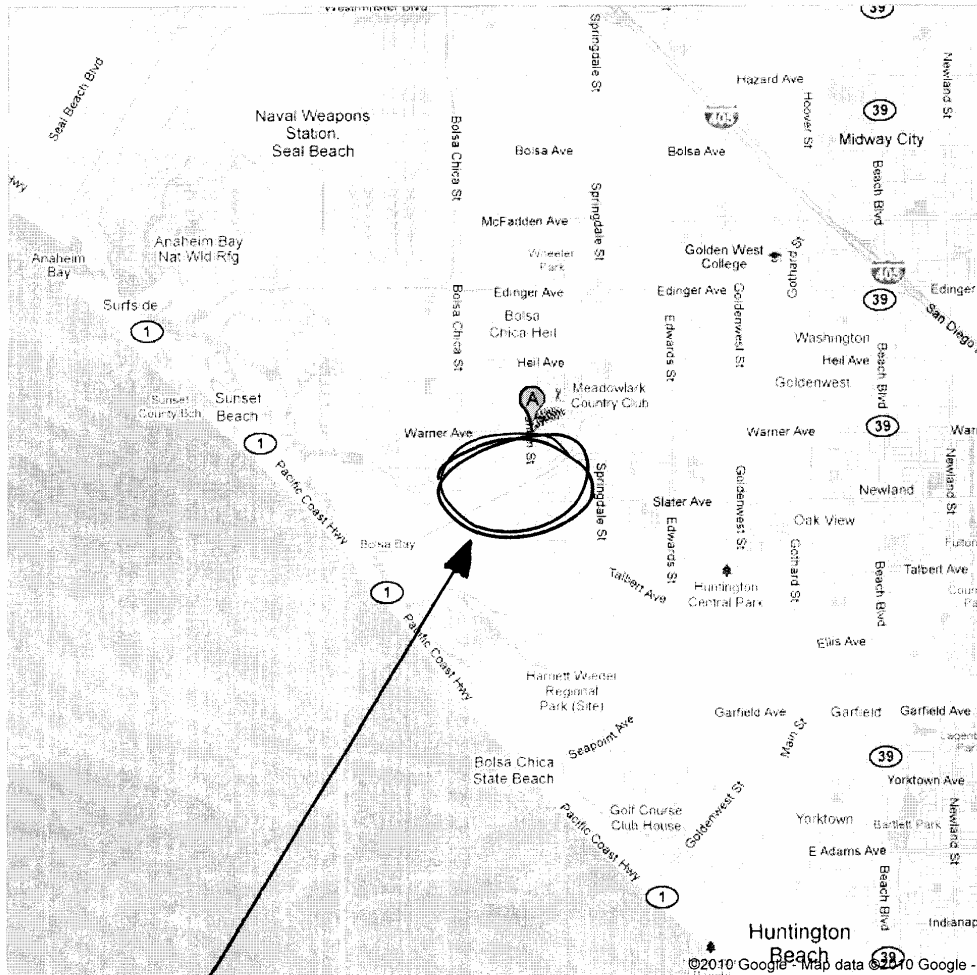 39
Springdale St
Seal Beach Blvd
Hazard Ave
Newland St
Naval Weapons
Station,
Seal Beach
Bolsa Chica St
Hoover St
405
39
Midway City
Bolsa Ave
Bolsa Ave
Beach Blvd
Hwy
McFadden Ave
Springdale St
Anaheim Bay
Nat Wld Rfg
Anaheim
Bay
Wheeler
Park
Golden West
College
Gothard St
405
Edinger Ave
Edinger Ave
Goldenwest St
39
Edinger
Surfs de
1
Bolsa Chica St
Bolsa
Chica-Heil
Edwards St
San Diego
Washington
Heil Ave
Heil Ave
Beach Blvd
Goldenwest
Sunset
County Bch
Sunset
Beach
A
Meadowlark
Country Club
Warner Ave
Warner Ave
39
1
Pacific Coast Hwy
Springdale St
Goldenwest St
Newland St
Newland
Slater Ave
Oak View
Bolsa Bay
Edwards St
Gothard St
Talbert Ave
Talbert Ave
Huntington
Central Park
Beach Blvd
1
Pacific Coast Hwy
Ellis Ave
Harriett Wieder
Regional
Park (Site)
Garfield Ave
Garfield
Garfield Ave
Seapoint Ave
Main St
39
Bolsa Chica
State Beach
Yorktown Ave
Goldenwest St
Pacific Coast Hwy
Golf Course
Club House
Yorktown
Bartlett Park
Newland St
E Adams Ave
Beach Blvd
1
Huntington
Beach
39
©2010 Google - Map data ©2010 Google -